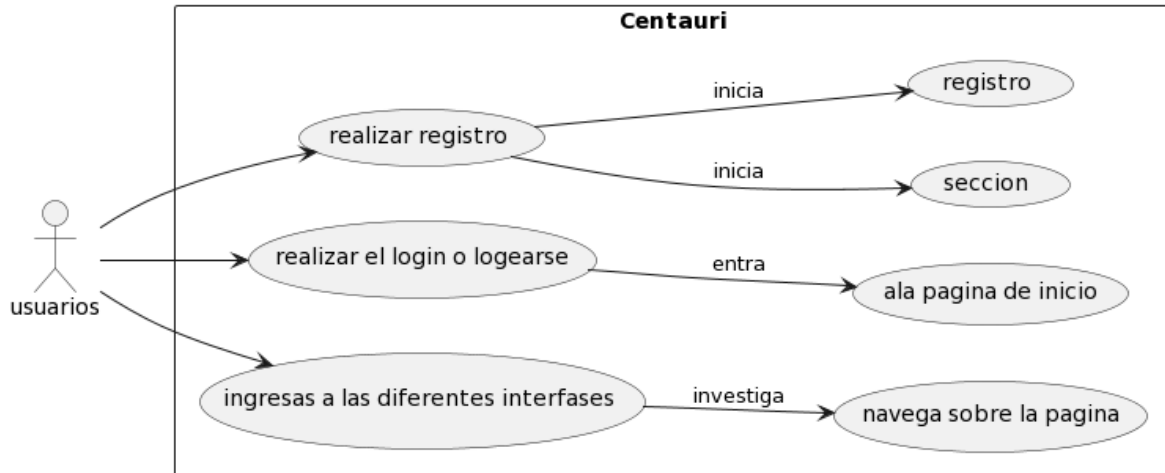 Centauri
inicia
registro
realizar registro
inicia
seccion
realizar el login o logearse
entra
ala pagina de inicio
usuarios
ingresas a las diferentes interfases
investiga
navega sobre la pagina